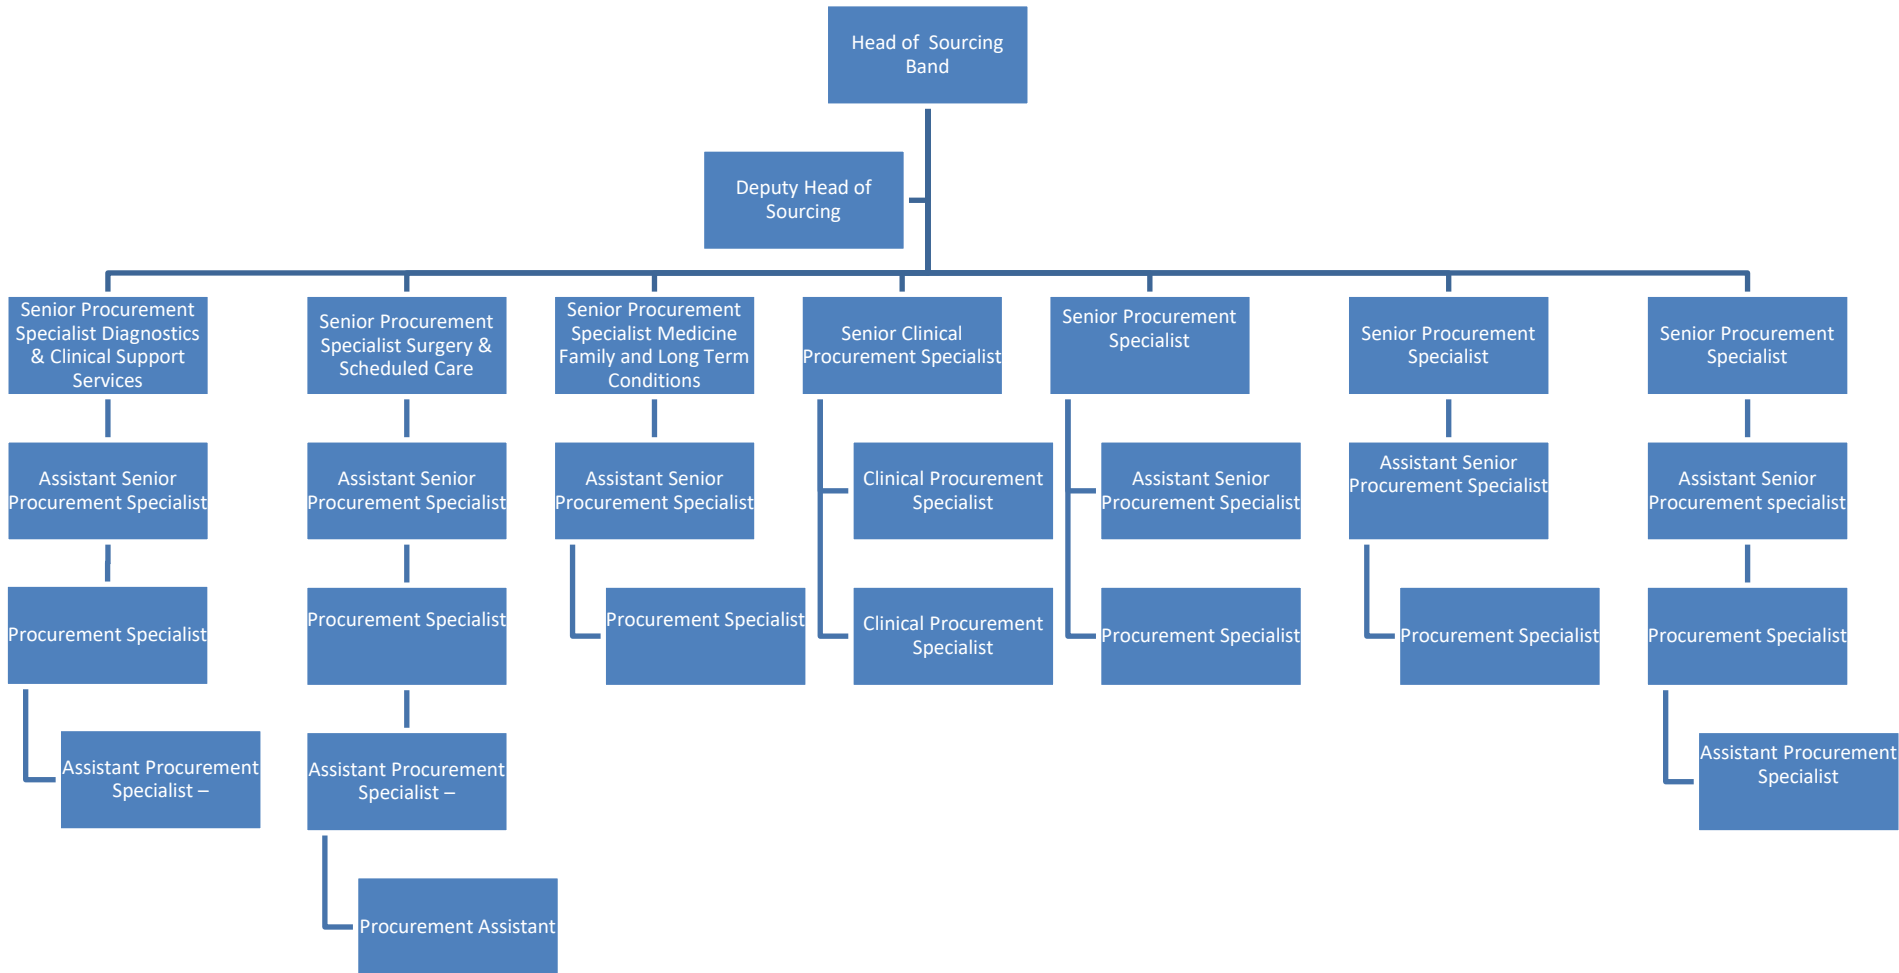 Head of  Sourcing
Band
Deputy Head of
Sourcing
Senior Procurement
Specialist Diagnostics
& Clinical Support
Services
Senior Procurement
Specialist Surgery &
Scheduled Care
Senior Procurement
Specialist Medicine
Family and Long Term
Conditions
Senior Clinical
Procurement Specialist
Senior Procurement
Specialist
Senior Procurement
Specialist
Senior Procurement
Specialist
Assistant Senior
Procurement Specialist
Assistant Senior
Procurement Specialist
Assistant Senior
Procurement Specialist
Clinical Procurement
Specialist
Assistant Senior
Procurement Specialist
Assistant Senior
Procurement Specialist
Assistant Senior
Procurement specialist
Procurement Specialist
Procurement Specialist
Procurement Specialist
Clinical Procurement
Specialist
Procurement Specialist
Procurement Specialist
Procurement Specialist
Assistant Procurement
Specialist –
Assistant Procurement
Specialist –
Assistant Procurement
Specialist
Procurement Assistant